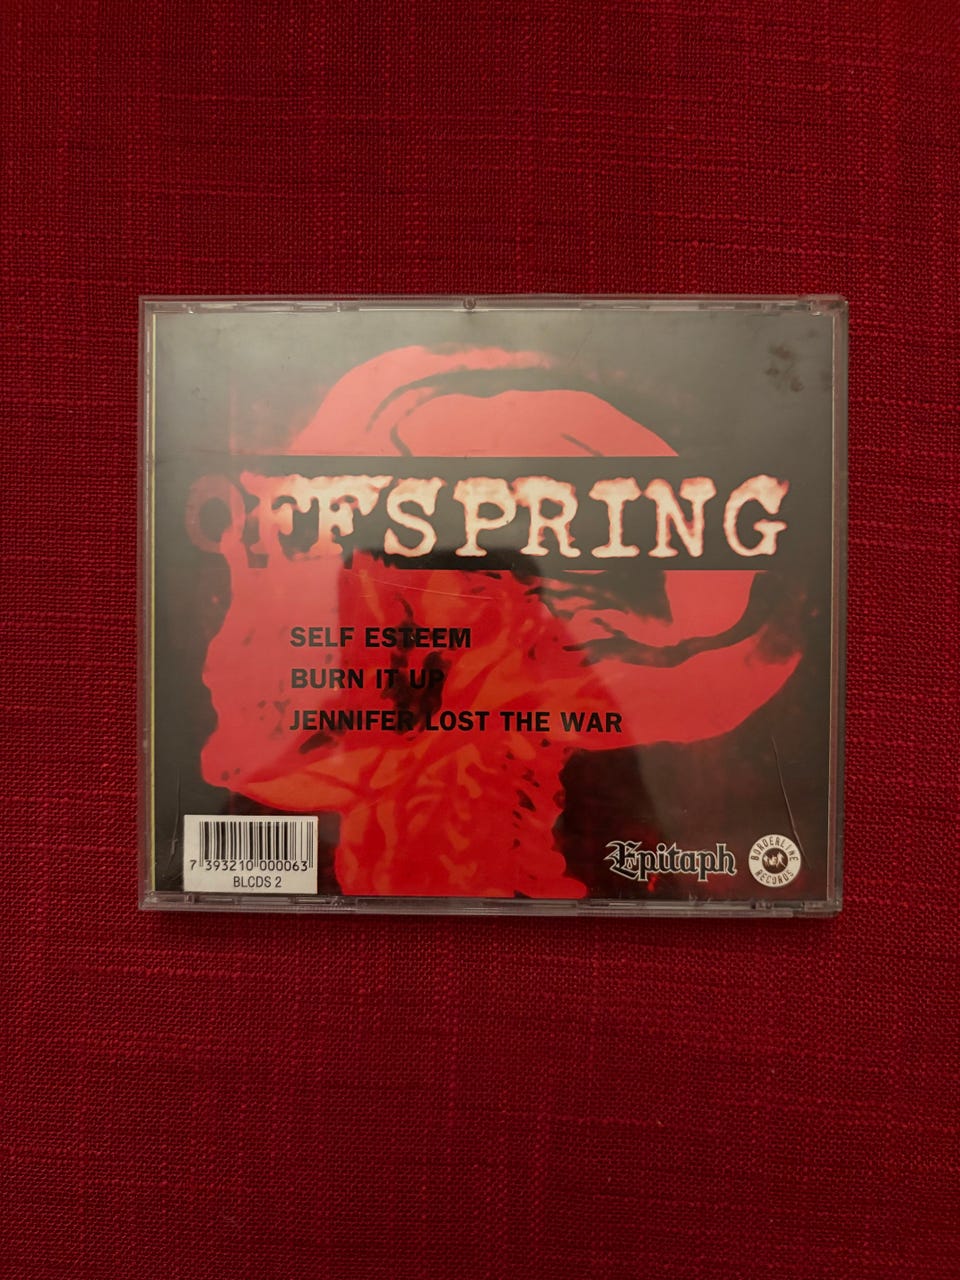 OFFSPRING
SELF ESTEEM
BURN IT UP
JENNIFER LOST THE WAR
7 393210 000063
BLCDS 2
Epitaph
BORDERLINE
RECORDS